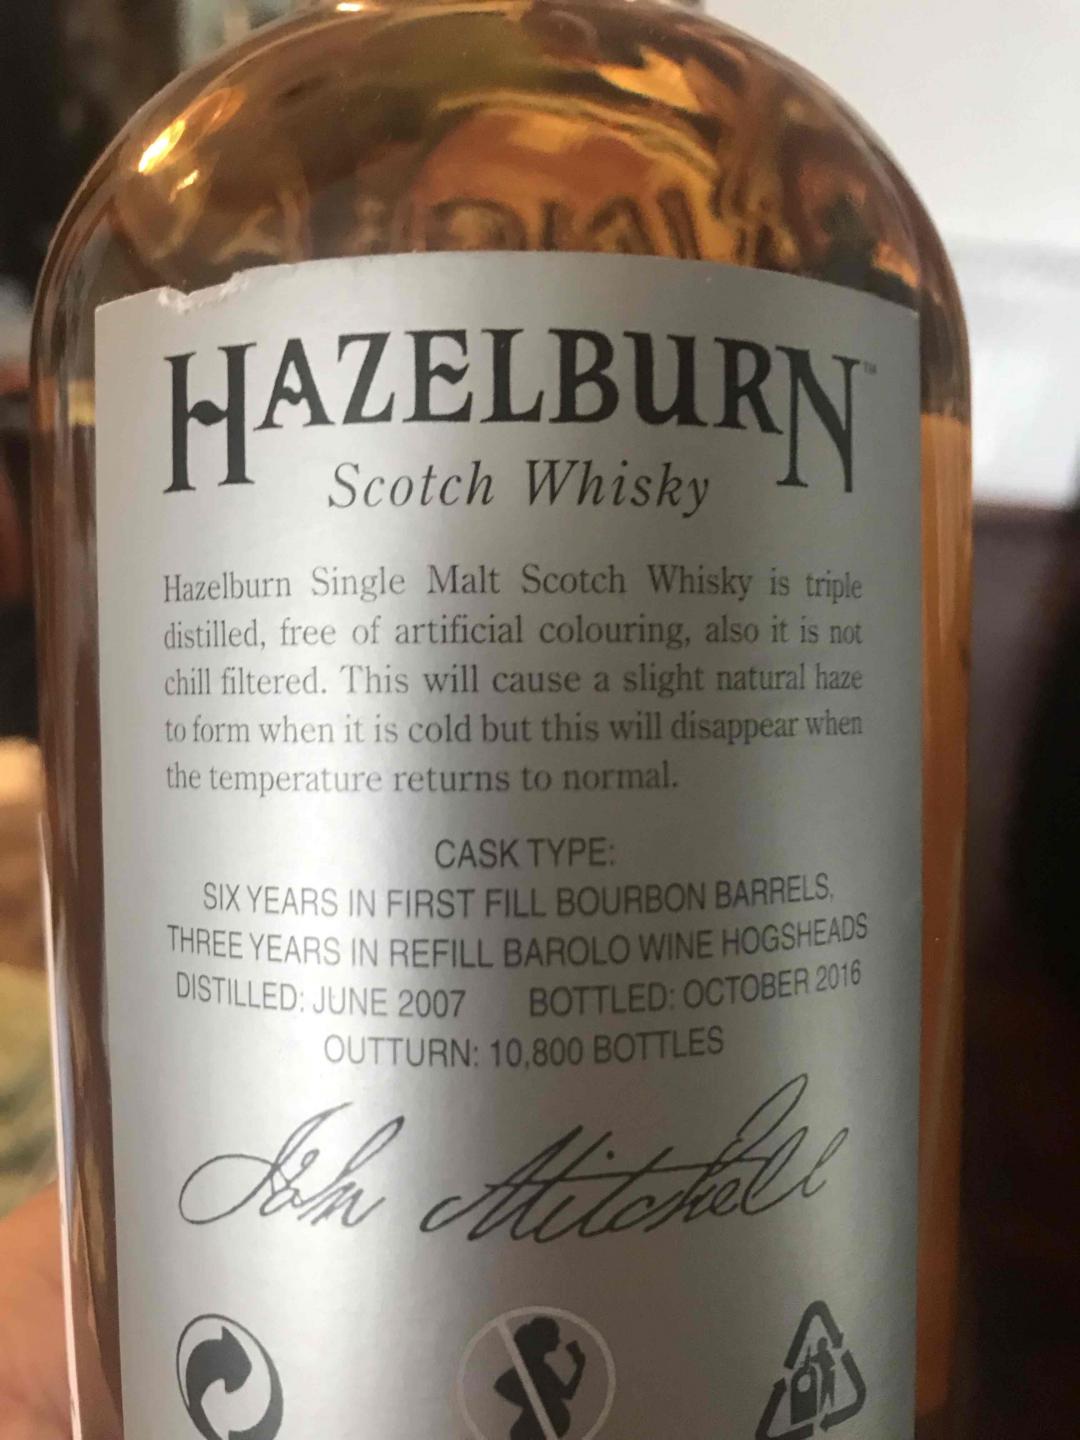 HAZELBURN™
Scotch Whisky
Hazelburn Single Malt Scotch Whisky is triple
distilled, free of artificial colouring, also it is not
chill filtered. This will cause a slight natural haze
to form when it is cold but this will disappear when
the temperature returns to normal.
CASK TYPE:
SIX YEARS IN FIRST FILL BOURBON BARRELS,
THREE YEARS IN REFILL BAROLO WINE HOGSHEADS
DISTILLED: JUNE 2007 BOTTLED: OCTOBER 2016
OUTTURN: 10,800 BOTTLES
John Mitchell